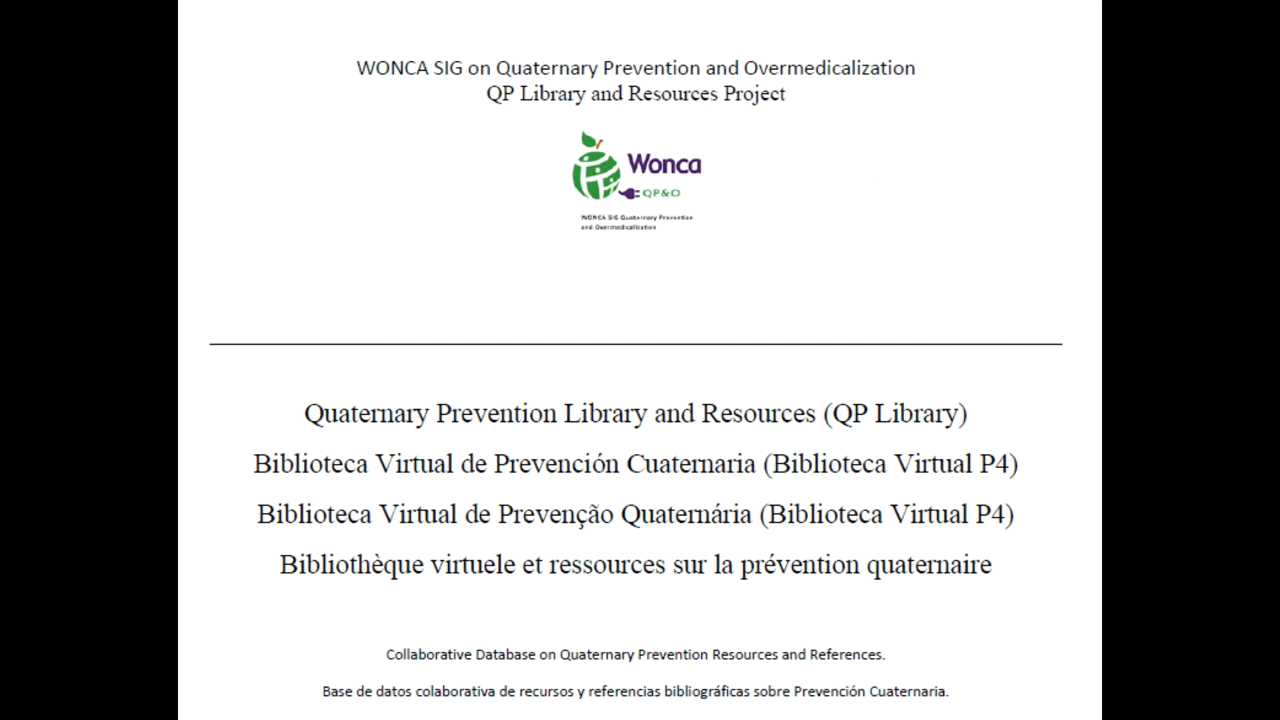 WONCA SIG on Quaternary Prevention and Overmedicalization
QP Library and Resources Project
Wonca
QP&O
WONCA SIG Quaternary Prevention
and Overmedicalization
Quaternary Prevention Library and Resources (QP Library)
Biblioteca Virtual de Prevención Cuaternaria (Biblioteca Virtual P4)
Biblioteca Virtual de Prevenção Quaternária (Biblioteca Virtual P4)
Bibliothèque virtuele et ressources sur la prévention quaternaire
Collaborative Database on Quaternary Prevention Resources and References.
Base de datos colaborativa de recursos y referencias bibliográficas sobre Prevención Cuaternaria.